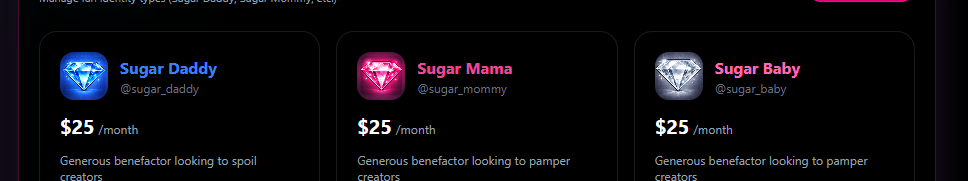 Manage fan identity types (Sugar Daddy, Sugar Mommy, etc.)
Sugar Daddy
@sugar_daddy
$25 /month
Generous benefactor looking to spoil
creators
Sugar Mama
@sugar_mommy
$25 /month
Generous benefactor looking to pamper
creators
Sugar Baby
@sugar_baby
$25 /month
Generous benefactor looking to pamper
creators